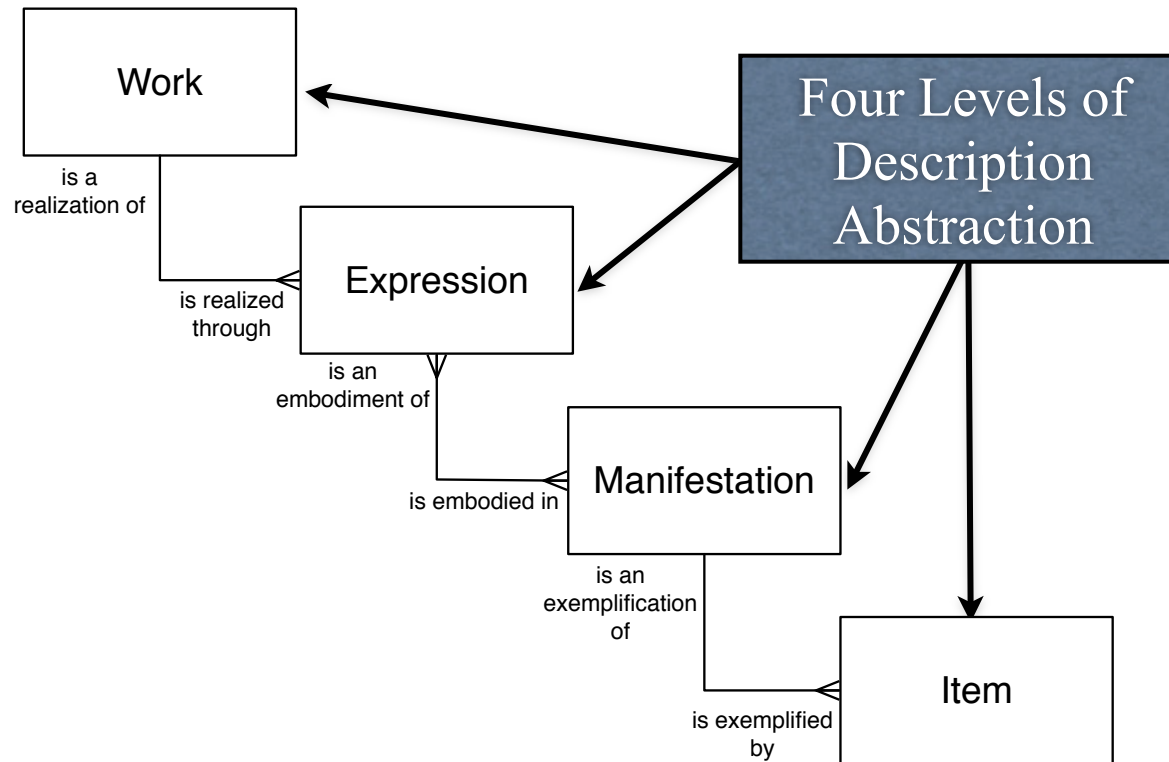 Work
Four Levels of
Description
Abstraction
is a
realization of
Expression
is realized
through
is an
embodiment of
Manifestation
is embodied in
is an
exemplification
of
Item
is exemplified
by